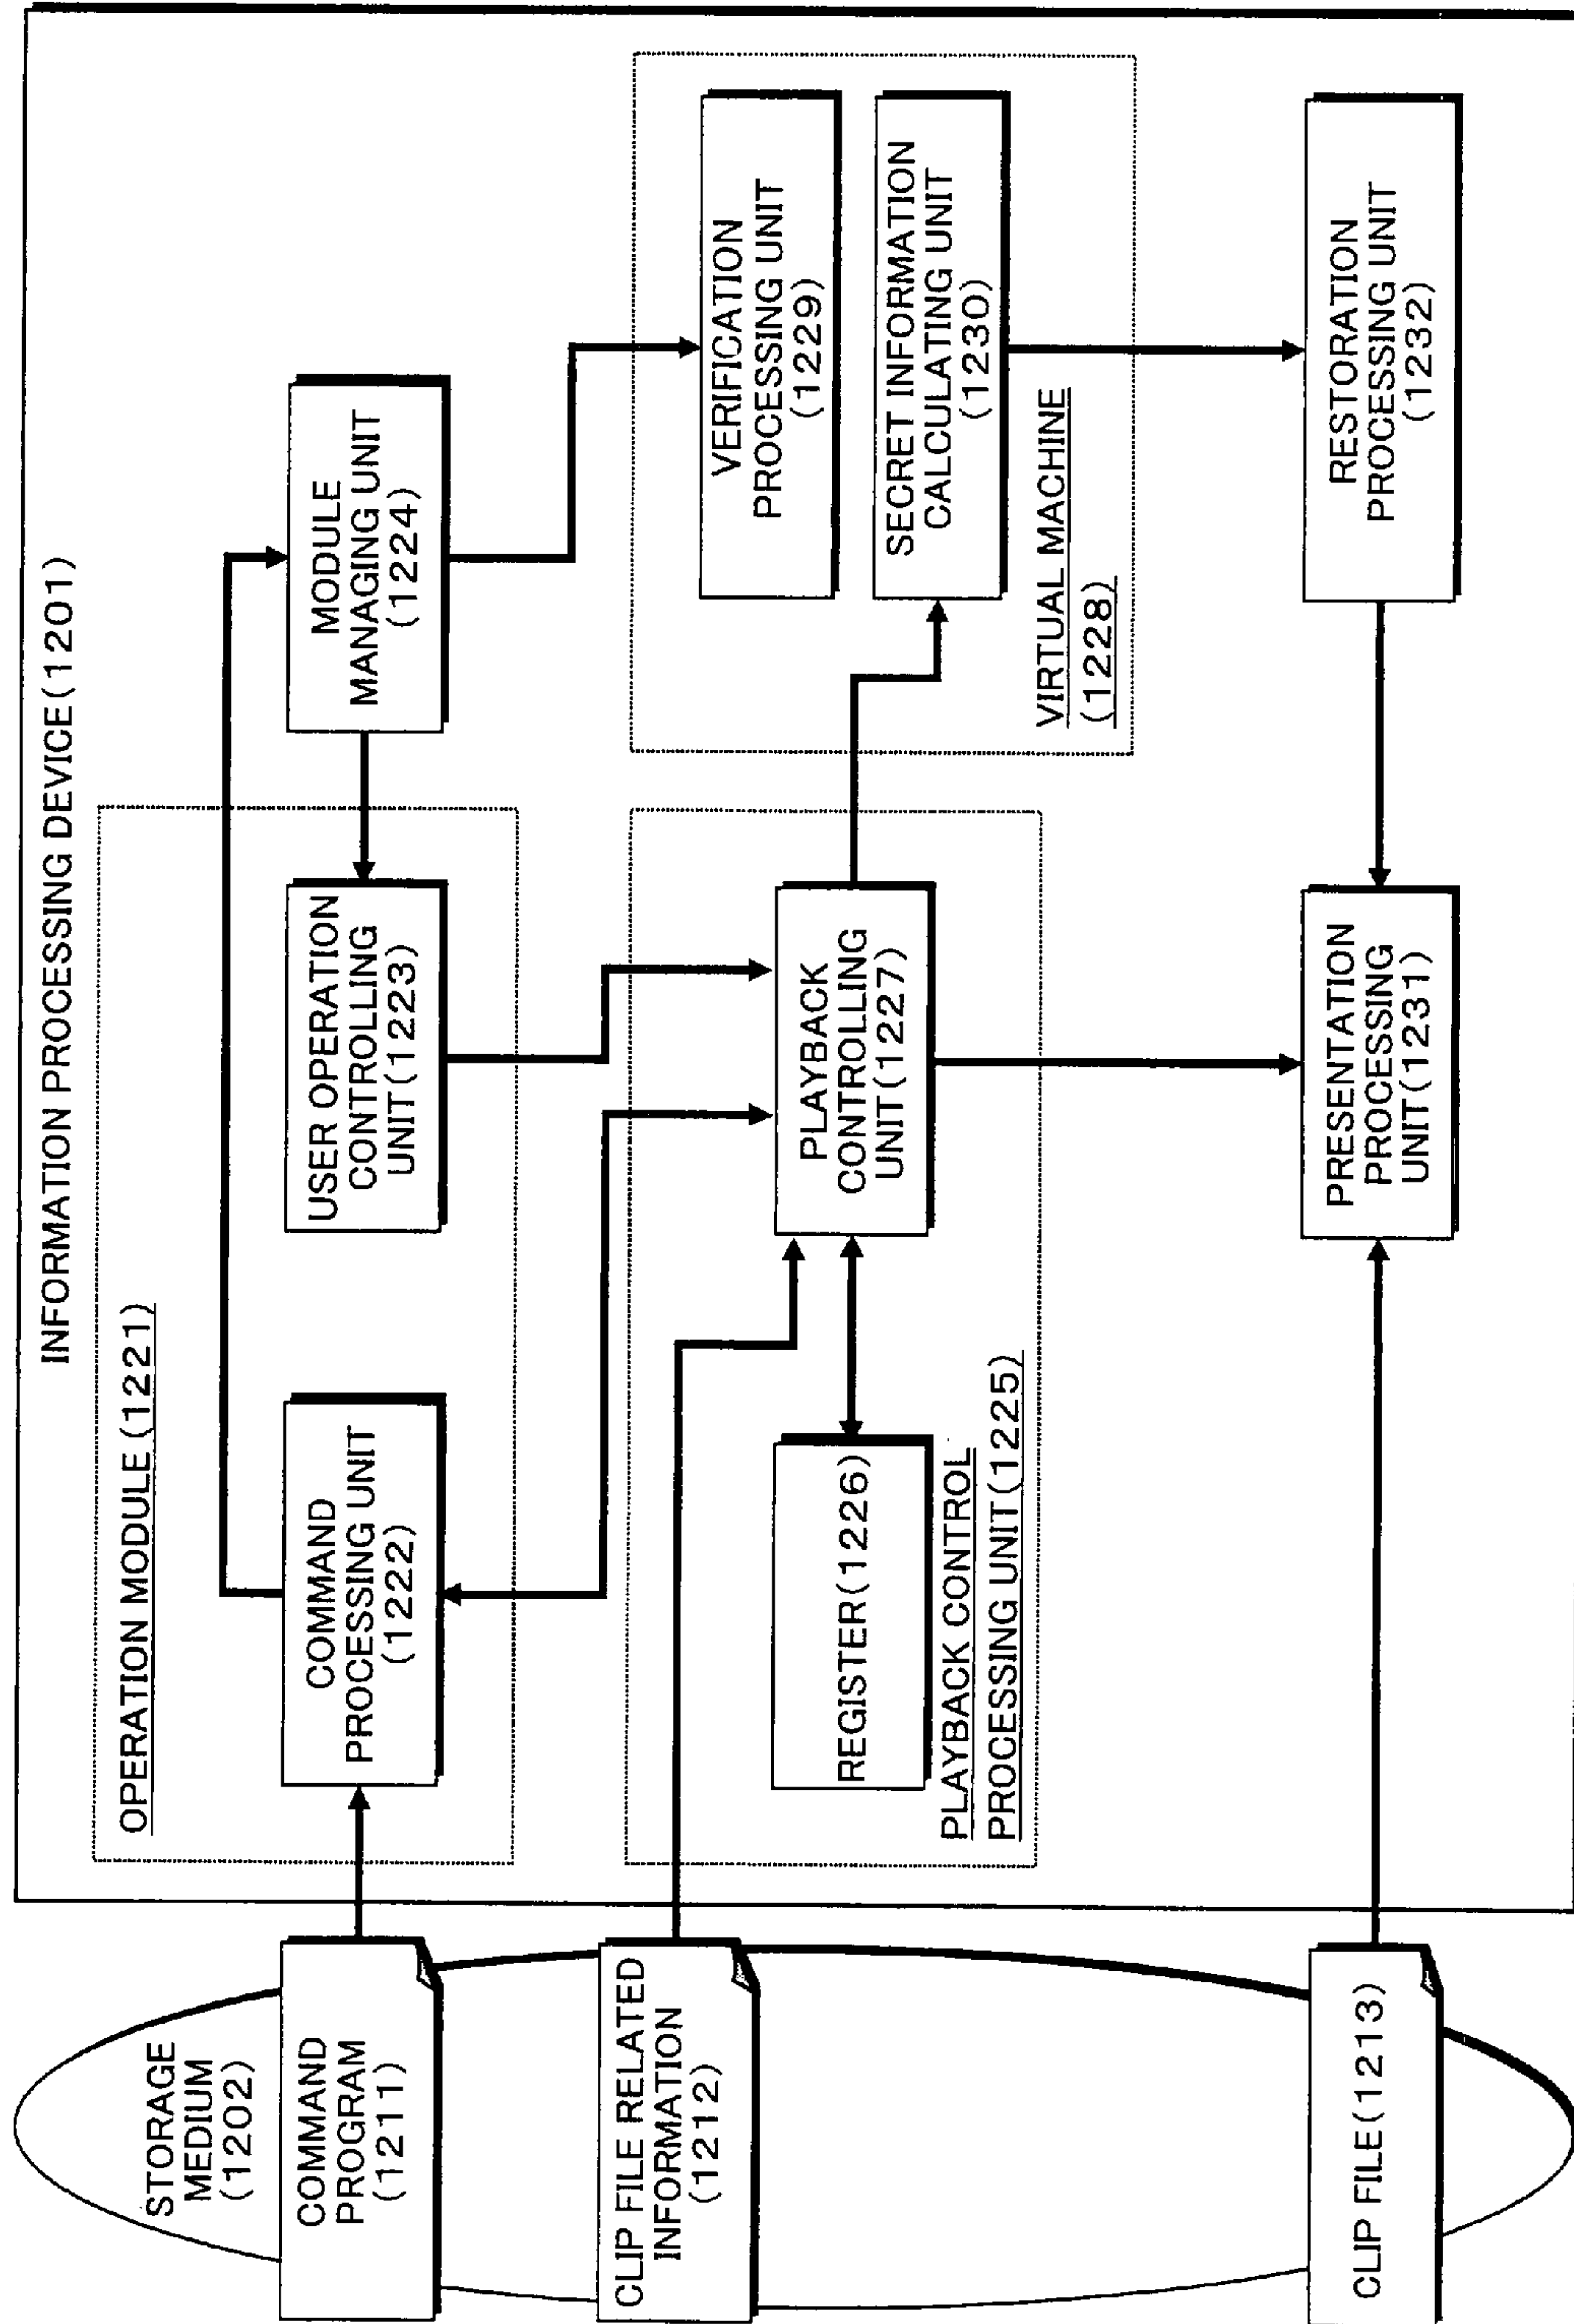 INFORMATION PROCESSING DEVICE(1201)
STORAGE
MEDIUM
(1202)
COMMAND
PROGRAM
(1211)
CLIP FILE RELATED
INFORMATION
(1212)
CLIP FILE(1213)
OPERATION MODULE (1221)
COMMAND
PROCESSING UNIT
(1222)
USER OPERATION
CONTROLLING
UNIT(1223)
MODULE
MANAGING UNIT
(1224)
REGISTER(1226)
PLAYBACK CONTROL
PROCESSING UNIT(1225)
PLAYBACK
CONTROLLING
UNIT(1227)
VERIFICATION
PROCESSING UNIT
(1229)
SECRET INFORMATION
CALCULATING UNIT
(1230)
VIRTUAL MACHINE
(1228)
PRESENTATION
PROCESSING
UNIT(1231)
RESTORATION
PROCESSING UNIT
(1232)